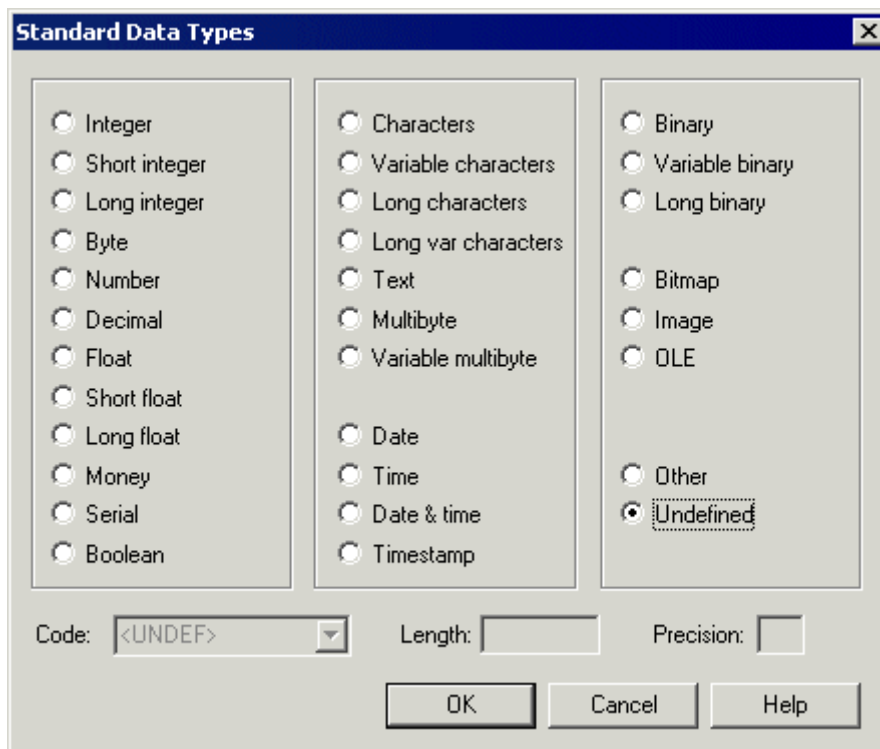 Standard Data Types
Integer
Short integer
Long integer
Byte
Number
Decimal
Float
Short float
Long float
Money
Serial
Boolean
Characters
Variable characters
Long characters
Long var characters
Text
Multibyte
Variable multibyte
Date
Time
Date & time
Timestamp
Binary
Variable binary
Long binary
Bitmap
Image
OLE
Other
Undefined
Code: <UNDEF> Length: Precision:
OK Cancel Help